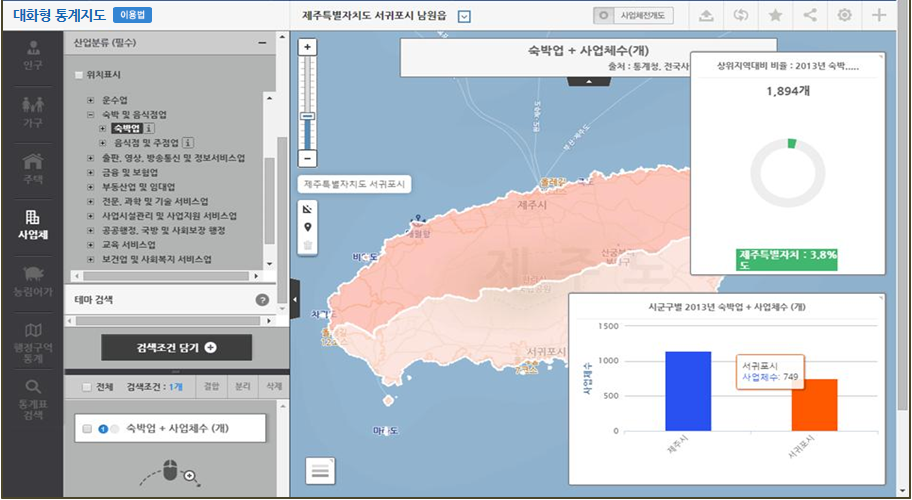 대화형 통계지도
이용법
제주특별자치도 서귀포시 남원읍
사업체전개도
인구
가구
주택
사업체
농림어가
행정구역
통계
통계표
검색
산업분류 (필수)
위치표시
운수업
숙박 및 음식점업
숙박업
음식점 및 주점업
출판, 영상, 방송통신 및 정보서비스업
금융 및 보험업
부동산업 및 임대업
전문, 과학 및 기술 서비스업
사업시설관리 및 사업지원 서비스업
공공행정, 국방 및 사회보장 행정
교육 서비스업
보건업 및 사회복지 서비스업
테마 검색
검색조건 담기
전체 검색조건 : 1개 결합 분리 삭제
1 숙박업 + 사업체수 (개)
숙박업 + 사업체수(개)
출처 : 통계청, 전국사
제주특별자치도 서귀포시
제주시
서귀포시
제주도
상위지역대비 비율 : 2013년 숙박.....
1,894개
제주특별자치 : 3.8%
도
시군구별 2013년 숙박업 + 사업체수 (개)
사업체수
1500
1000
500
0
서귀포시
사업체수: 749
제주시
서귀포시